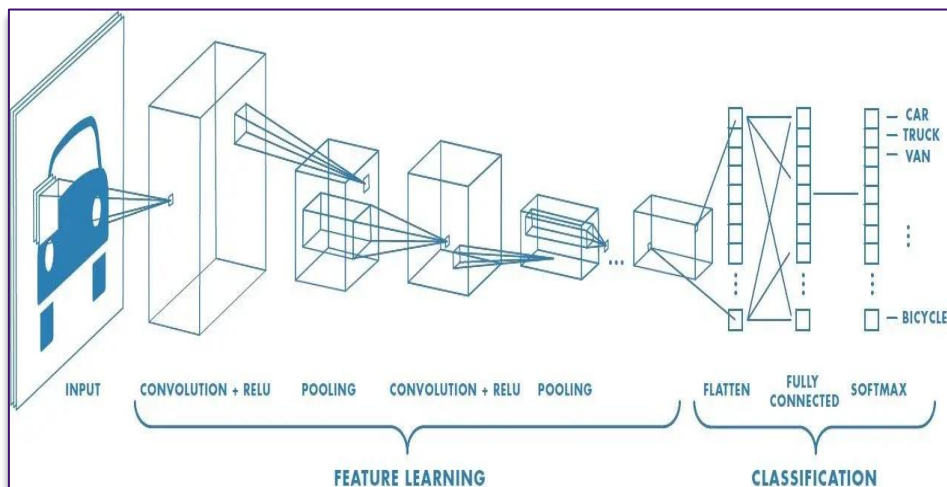 CAR
TRUCK
VAN
BICYCLE
INPUT
CONVOLUTION + RELU
POOLING
CONVOLUTION + RELU
POOLING
FLATTEN
FULLY
CONNECTED
SOFTMAX
FEATURE LEARNING
CLASSIFICATION